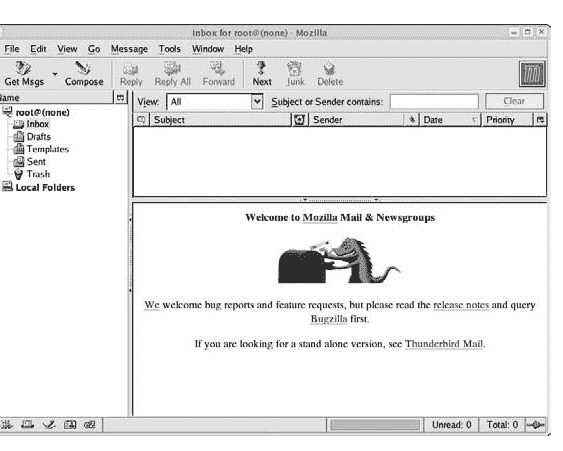 Inbox for root@(none) - Mozilla
File Edit View Go Message Tools Window Help
Get Msgs Compose Reply Reply All Forward Next Junk Delete
Name
View: All Subject or Sender contains: Clear
root@(none)
Subject Sender Date Priority
Inbox
Drafts
Templates
Sent
Trash
Local Folders
Welcome to Mozilla Mail & Newsgroups
We welcome bug reports and feature requests, but please read the release notes and query
Bugzilla first.
If you are looking for a stand alone version, see Thunderbird Mail.
Unread: 0 Total: 0